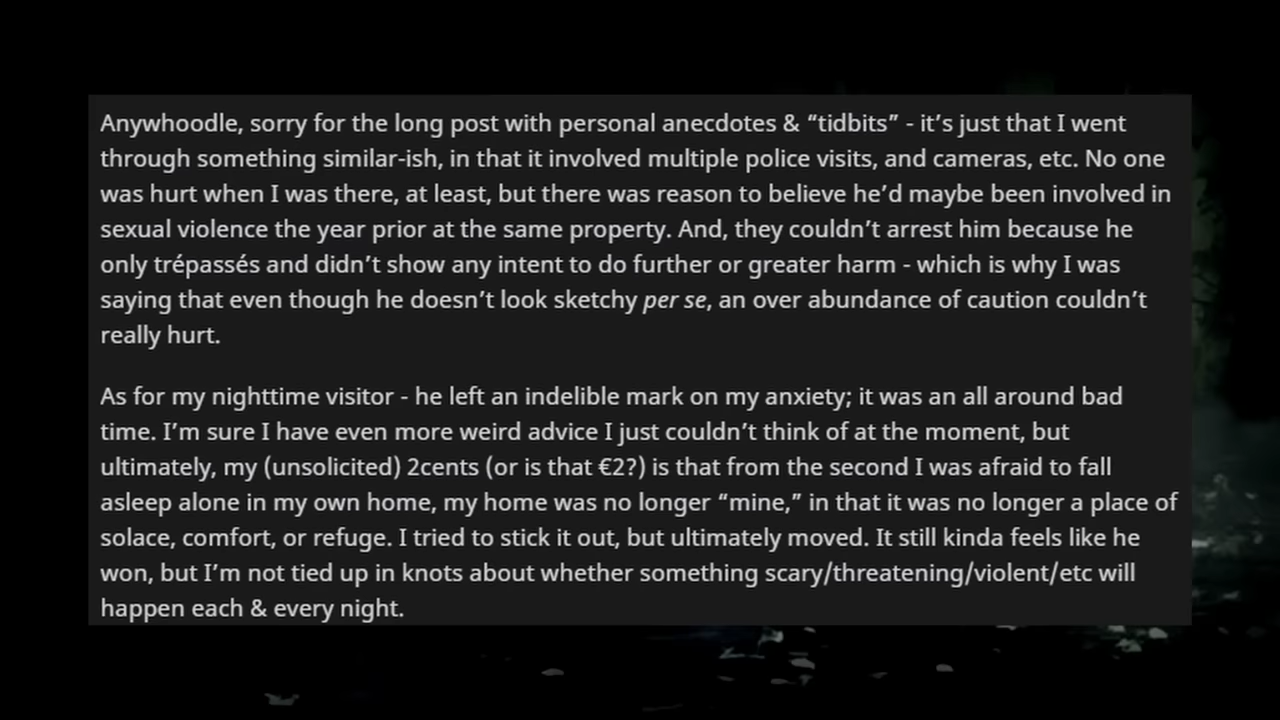 Anywhoodle, sorry for the long post with personal anecdotes & “tidbits” - it’s just that I went
through something similar-ish, in that it involved multiple police visits, and cameras, etc. No one
was hurt when I was there, at least, but there was reason to believe he’d maybe been involved in
sexual violence the year prior at the same property. And, they couldn’t arrest him because he
only trépassés and didn’t show any intent to do further or greater harm - which is why I was
saying that even though he doesn’t look sketchy per se, an over abundance of caution couldn’t
really hurt.
As for my nighttime visitor - he left an indelible mark on my anxiety; it was an all around bad
time. I’m sure I have even more weird advice I just couldn’t think of at the moment, but
ultimately, my (unsolicited) 2cents (or is that €2?) is that from the second I was afraid to fall
asleep alone in my own home, my home was no longer “mine,” in that it was no longer a place of
solace, comfort, or refuge. I tried to stick it out, but ultimately moved. It still kinda feels like he
won, but I’m not tied up in knots about whether something scary/threatening/violent/etc will
happen each & every night.